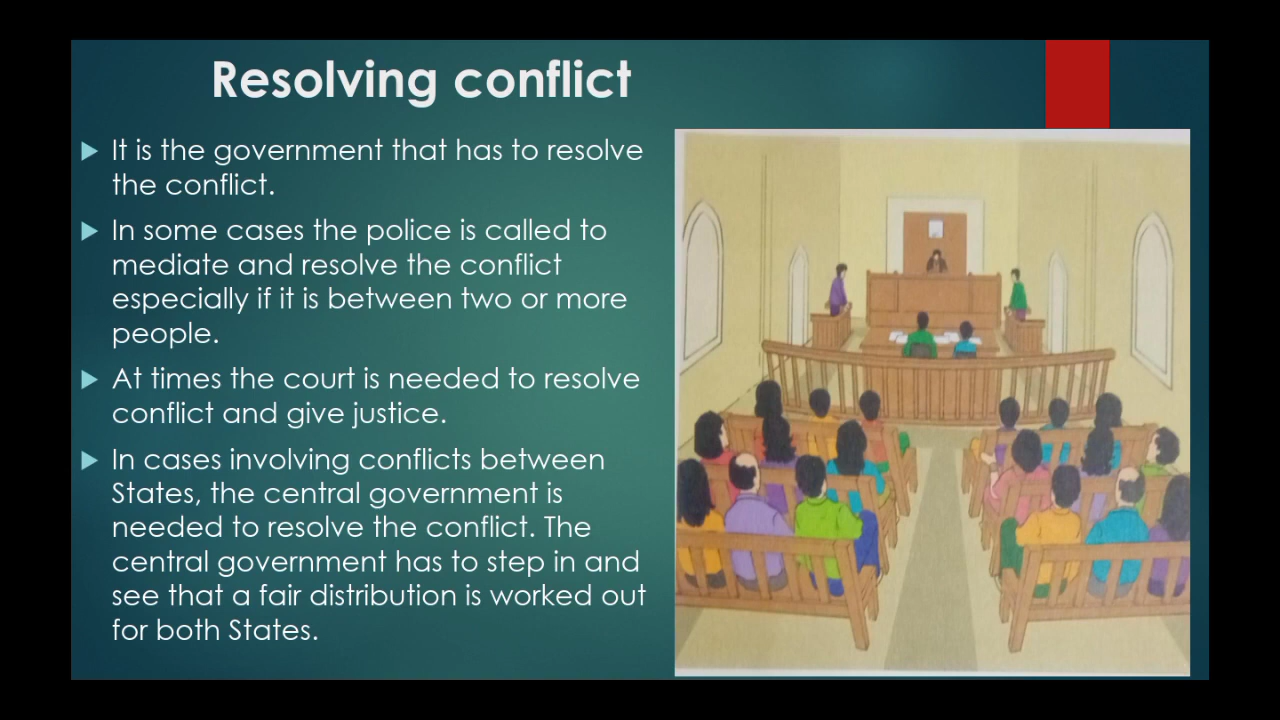 Resolving conflict
It is the government that has to resolve
the conflict.
In some cases the police is called to
mediate and resolve the conflict
especially if it is between two or more
people.
At times the court is needed to resolve
conflict and give justice.
In cases involving conflicts between
States, the central government is
needed to resolve the conflict. The
central government has to step in and
see that a fair distribution is worked out
for both States.